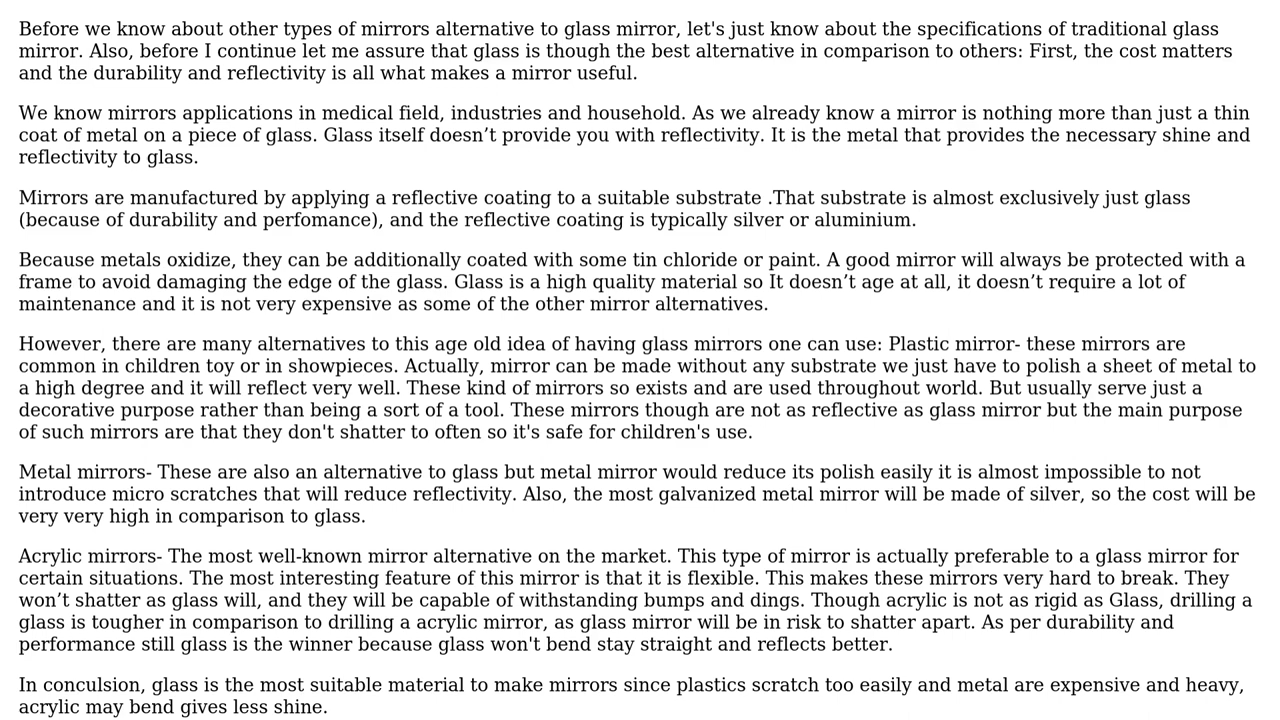 Before we know about other types of mirrors alternative to glass mirror, let's just know about the specifications of traditional glass
mirror. Also, before I continue let me assure that glass is though the best alternative in comparison to others: First, the cost matters
and the durability and reflectivity is all what makes a mirror useful.
We know mirrors applications in medical field, industries and household. As we already know a mirror is nothing more than just a thin
coat of metal on a piece of glass. Glass itself doesn’t provide you with reflectivity. It is the metal that provides the necessary shine and
reflectivity to glass.
Mirrors are manufactured by applying a reflective coating to a suitable substrate .That substrate is almost exclusively just glass
(because of durability and perfomance), and the reflective coating is typically silver or aluminium.
Because metals oxidize, they can be additionally coated with some tin chloride or paint. A good mirror will always be protected with a
frame to avoid damaging the edge of the glass. Glass is a high quality material so It doesn’t age at all, it doesn’t require a lot of
maintenance and it is not very expensive as some of the other mirror alternatives.
However, there are many alternatives to this age old idea of having glass mirrors one can use: Plastic mirror- these mirrors are
common in children toy or in showpieces. Actually, mirror can be made without any substrate we just have to polish a sheet of metal to
a high degree and it will reflect very well. These kind of mirrors so exists and are used throughout world. But usually serve just a
decorative purpose rather than being a sort of a tool. These mirrors though are not as reflective as glass mirror but the main purpose
of such mirrors are that they don't shatter to often so it's safe for children's use.
Metal mirrors- These are also an alternative to glass but metal mirror would reduce its polish easily it is almost impossible to not
introduce micro scratches that will reduce reflectivity. Also, the most galvanized metal mirror will be made of silver, so the cost will be
very very high in comparison to glass.
Acrylic mirrors- The most well-known mirror alternative on the market. This type of mirror is actually preferable to a glass mirror for
certain situations. The most interesting feature of this mirror is that it is flexible. This makes these mirrors very hard to break. They
won’t shatter as glass will, and they will be capable of withstanding bumps and dings. Though acrylic is not as rigid as Glass, drilling a
glass is tougher in comparison to drilling a acrylic mirror, as glass mirror will be in risk to shatter apart. As per durability and
performance still glass is the winner because glass won't bend stay straight and reflects better.
In conculsion, glass is the most suitable material to make mirrors since plastics scratch too easily and metal are expensive and heavy,
acrylic may bend gives less shine.